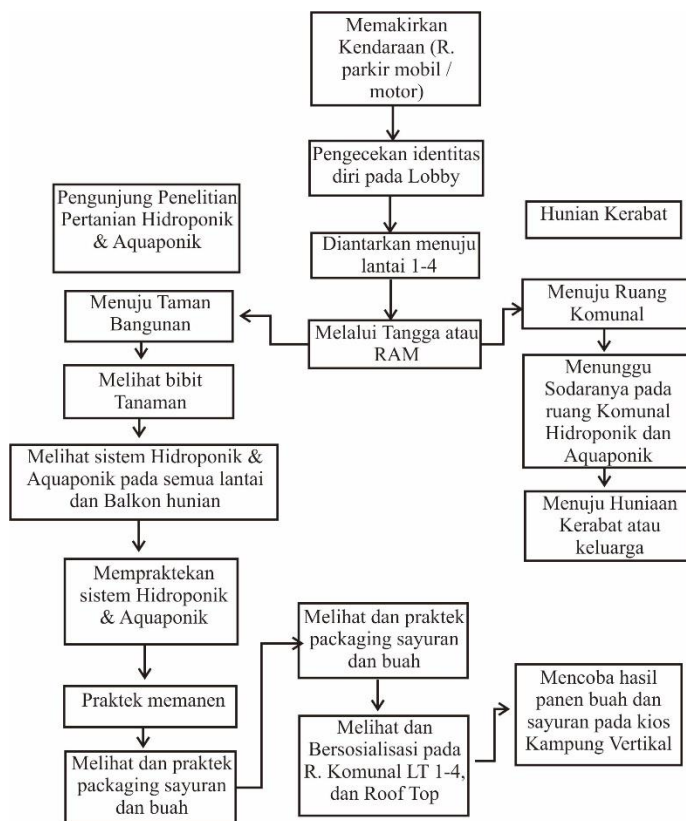 Memakirkan
Kendaraan (R.
parkir mobil /
motor)
Pengecekan identitas
diri pada Lobby
Pengunjung Penelitian
Pertanian Hidroponik
& Aquaponik
Hunian Kerabat
Diantarkan menuju
lantai 1-4
Menuju Taman
Bangunan
Melalui Tangga atau
RAM
Menuju Ruang
Komunal
Melihat bibit
Tanaman
Menunggu
Sodaranya pada
ruang Komunal
Hidroponik dan
Aquaponik
Melihat sistem Hidroponik &
Aquaponik pada semua lantai
dan Balkon hunian
Menuju Huniaan
Kerabat atau
keluarga
Mempraktekan
sistem Hidroponik
& Aquaponik
Praktek memanen
Melihat dan praktek
packaging sayuran
dan buah
Melihat dan praktek
packaging sayuran
dan buah
Melihat dan
Bersosialisasi pada
R. Komunal LT 1-4,
dan Roof Top
Mencoba hasil
panen buah dan
sayuran pada kios
Kampung Vertikal